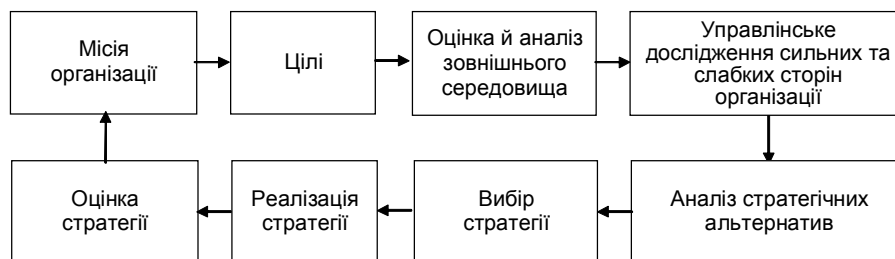 Місія
організації
Цілі
Оцінка й аналіз
зовнішнього
середовища
Управлінське
дослідження сильних та
слабких сторін
організації
Оцінка
стратегії
Реалізація
стратегії
Вибір
стратегії
Аналіз стратегічних
альтернатив